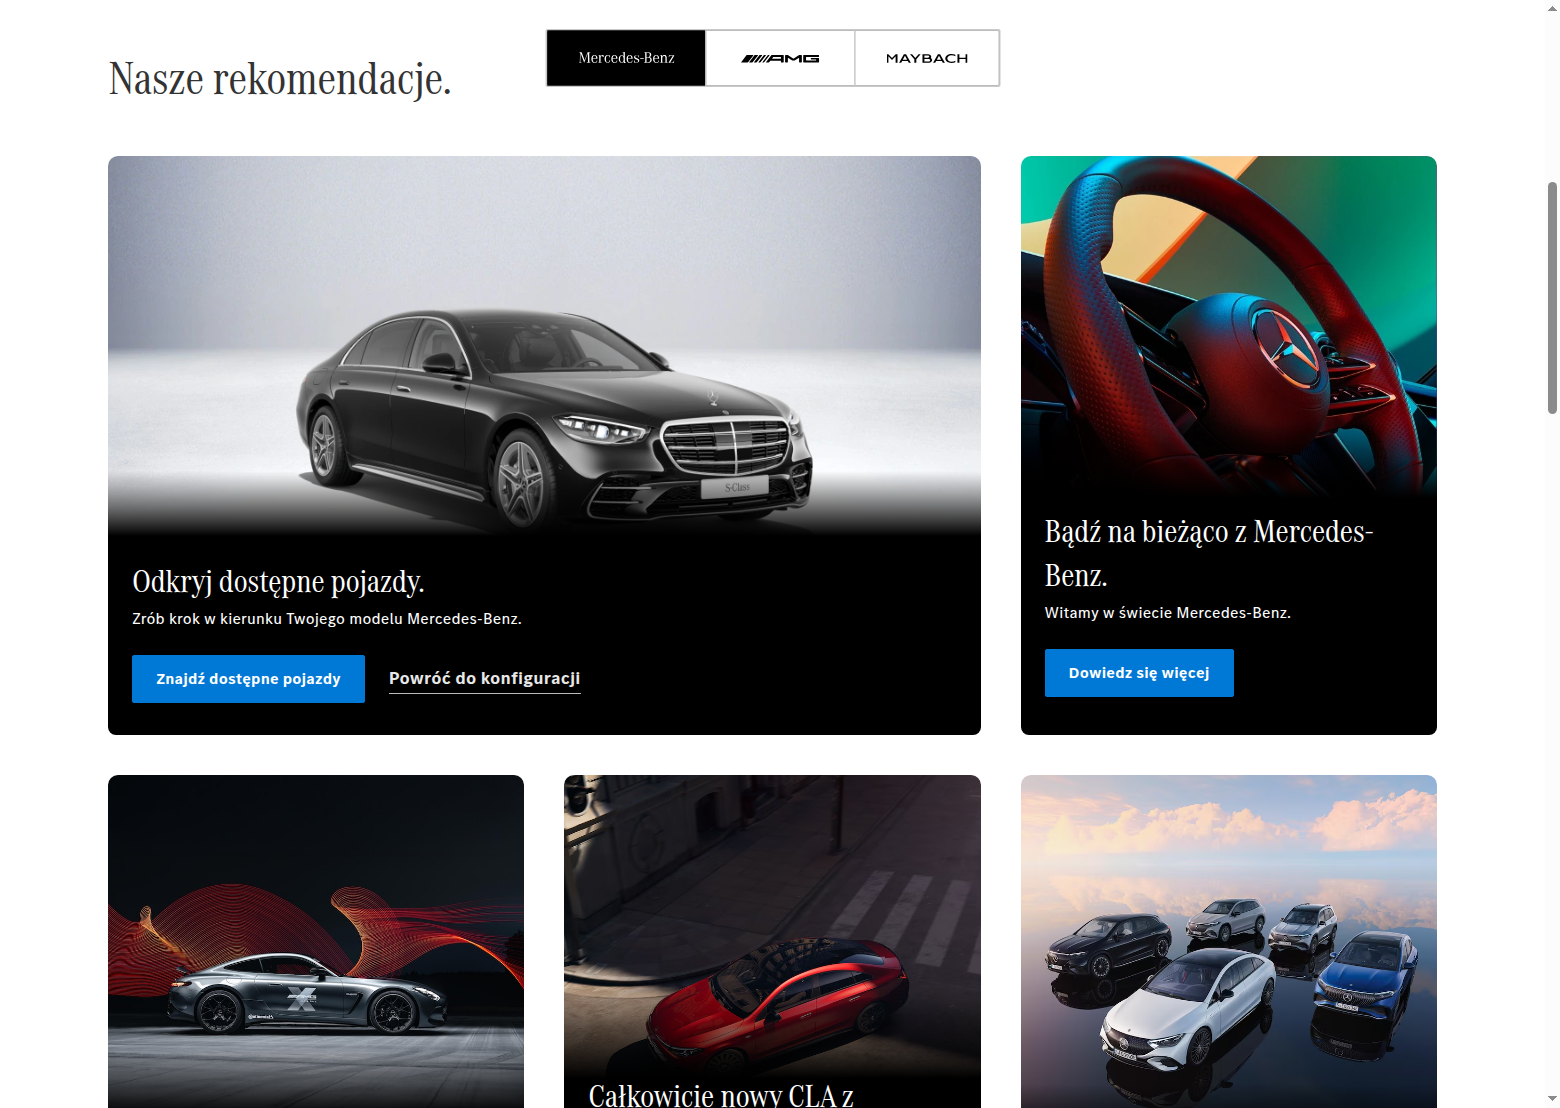 Nasze rekomendacje.
Mercedes-Benz
AMG
MAYBACH
S-Class
Odkryj dostępne pojazdy.
Zrób krok w kierunku Twojego modelu Mercedes-Benz.
Znajdź dostępne pojazdy
Powróć do konfiguracji
Bądź na bieżąco z Mercedes-
Benz.
Witamy w świecie Mercedes-Benz.
Dowiedz się więcej
Całkowicie nowy CLA z